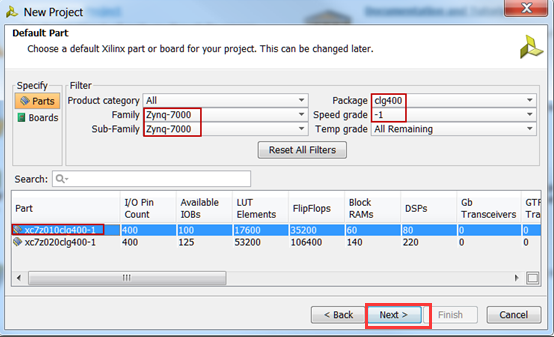 New Project
Default Part
Choose a default Xilinx part or board for your project. This can be changed later.
Specify
Parts
Boards
Filter
Product category All
Family Zynq-7000
Sub-Family Zynq-7000
Package clg400
Speed grade -1
Temp grade All Remaining
Reset All Filters
Search: Q-
Part I/O Pin Count Available IOBs LUT Elements FlipFlops Block RAMs DSPs Gb Transceivers GTP Tra
xc7z010clg400-1 400 100 17600 35200 60 80 0 0
xc7z020clg400-1 400 125 53200 106400 140 220 0 0
< Back Next > Finish Cancel